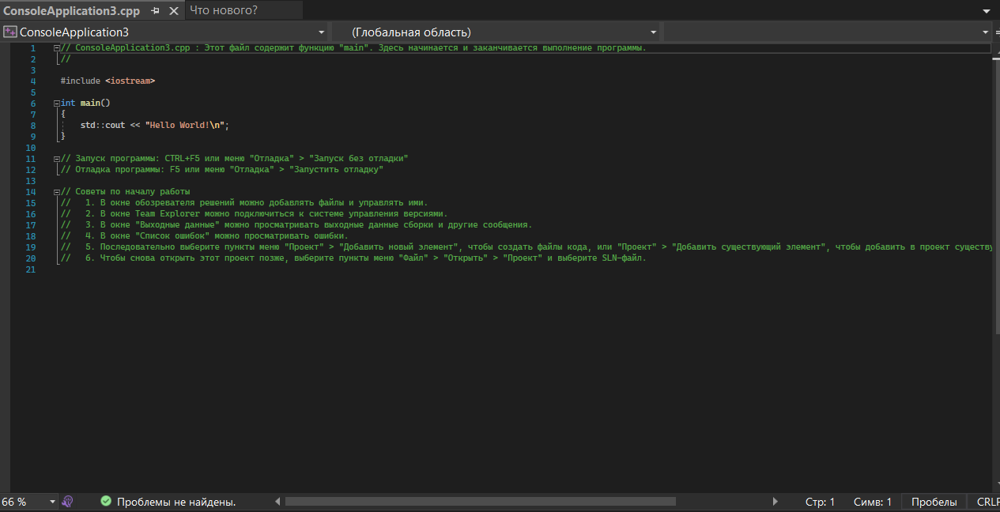 ConsoleApplication3.cpp Что нового?
ConsoleApplication3 (Глобальная область)
1 // ConsoleApplication3.cpp : Этот файл содержит функцию "main". Здесь начинается и заканчивается выполнение программы.
2 //
3
4 #include <iostream>
5
6 int main()
7 {
8 std::cout << "Hello World!\n";
9 }
10
11 // Запуск программы: CTRL+F5 или меню "Отладка" > "Запуск без отладки"
12 // Отладка программы: F5 или меню "Отладка" > "Запустить отладку"
13
14 // Советы по началу работы
15 // 1. В окне обозревателя решений можно добавлять файлы и управлять ими.
16 // 2. В окне Team Explorer можно подключиться к системе управления версиями.
17 // 3. В окне "Выходные данные" можно просматривать выходные данные сборки и другие сообщения.
18 // 4. В окне "Список ошибок" можно просматривать ошибки.
19 // 5. Последовательно выберите пункты меню "Проект" > "Добавить новый элемент", чтобы создать файлы кода, или "Проект" > "Добавить существующий элемент", чтобы добавить в проект существу
20 // 6. Чтобы снова открыть этот проект позже, выберите пункты меню "Файл" > "Открыть" > "Проект" и выберите SLN-файл.
21
66 % Проблемы не найдены. Стр: 1 Симв: 1 Пробелы CRLF